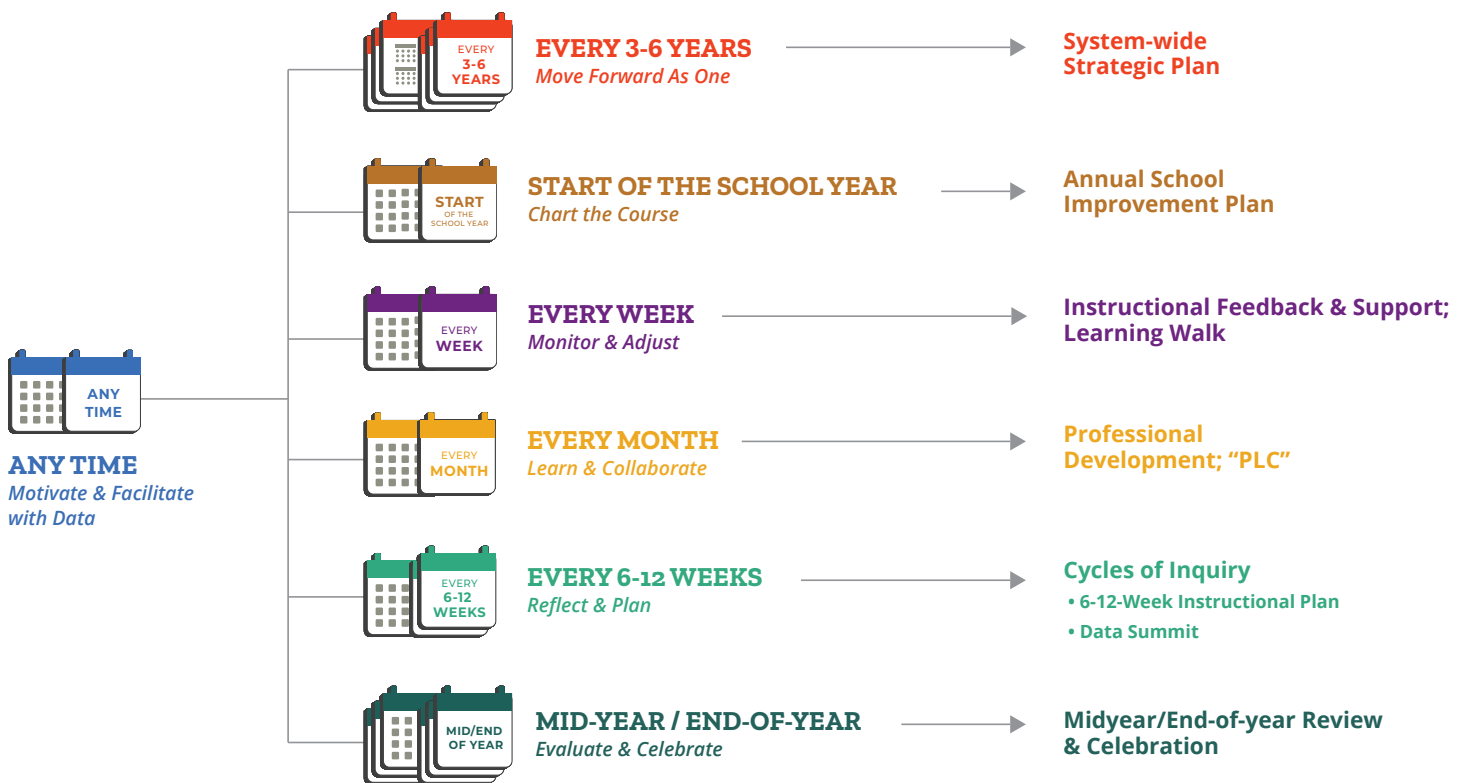 EVERY
3-6
YEARS
EVERY 3-6 YEARS
Move Forward As One
System-wide
Strategic Plan
START
OF THE
SCHOOL YEAR
START OF THE SCHOOL YEAR
Chart the Course
Annual School
Improvement Plan
EVERY
WEEK
EVERY WEEK
Monitor & Adjust
Instructional Feedback & Support;
Learning Walk
ANY
TIME
ANY TIME
Motivate & Facilitate
with Data
EVERY
MONTH
EVERY MONTH
Learn & Collaborate
Professional
Development; “PLC”
EVERY
6-12
WEEKS
EVERY 6-12 WEEKS
Reflect & Plan
Cycles of Inquiry
• 6-12-Week Instructional Plan
• Data Summit
MID/END
OF YEAR
MID-YEAR / END-OF-YEAR
Evaluate & Celebrate
Midyear/End-of-year Review
& Celebration